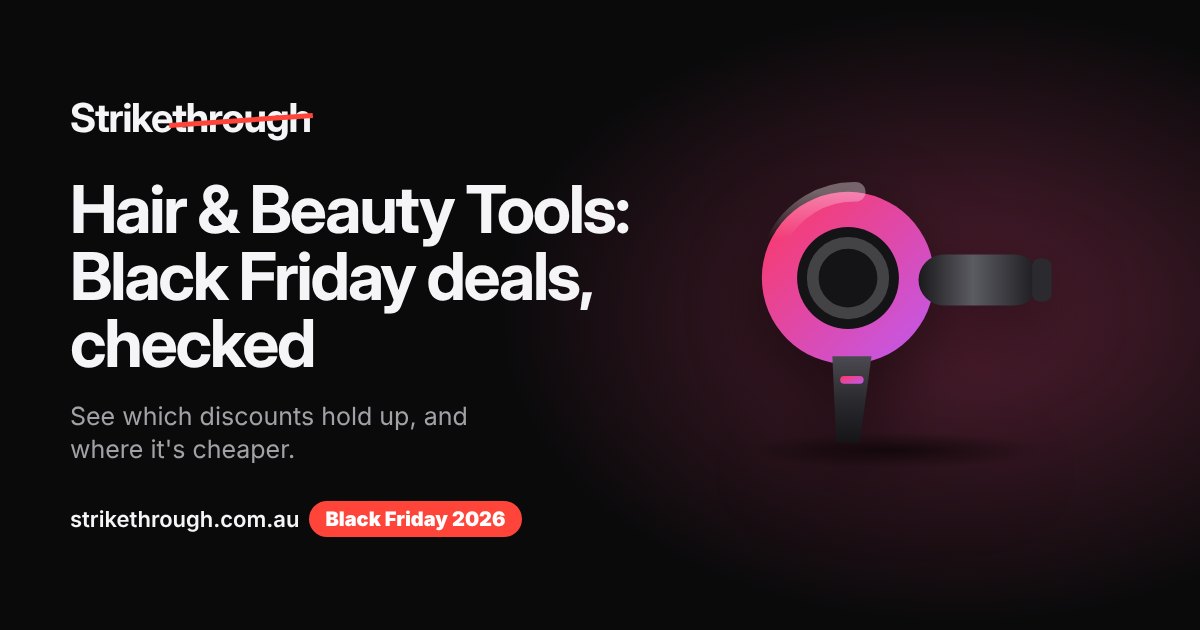 Strikethrough
Hair & Beauty Tools:
Black Friday deals,
checked
See which discounts hold up, and
where it's cheaper.
strikethrough.com.au Black Friday 2026